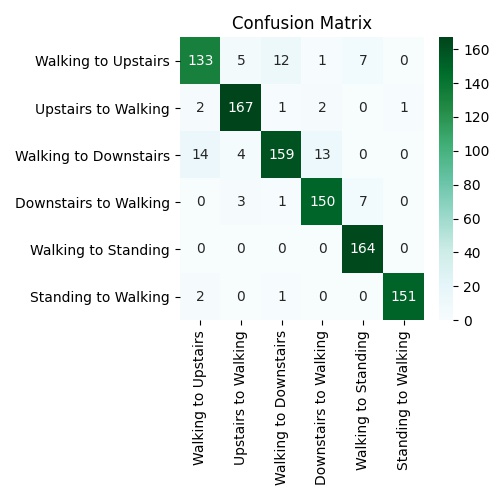 Confusion Matrix
Walking to Upstairs 133 5 12 1 7 0
Upstairs to Walking 2 167 1 2 0 1
Walking to Downstairs 14 4 159 13 0 0
Downstairs to Walking 0 3 1 150 7 0
Walking to Standing 0 0 0 0 164 0
Standing to Walking 2 0 1 0 0 151
Walking to Upstairs
Upstairs to Walking
Walking to Downstairs
Downstairs to Walking
Walking to Standing
Standing to Walking
160
140
120
100
80
60
40
20
0